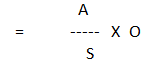 A
= ----- X O
S